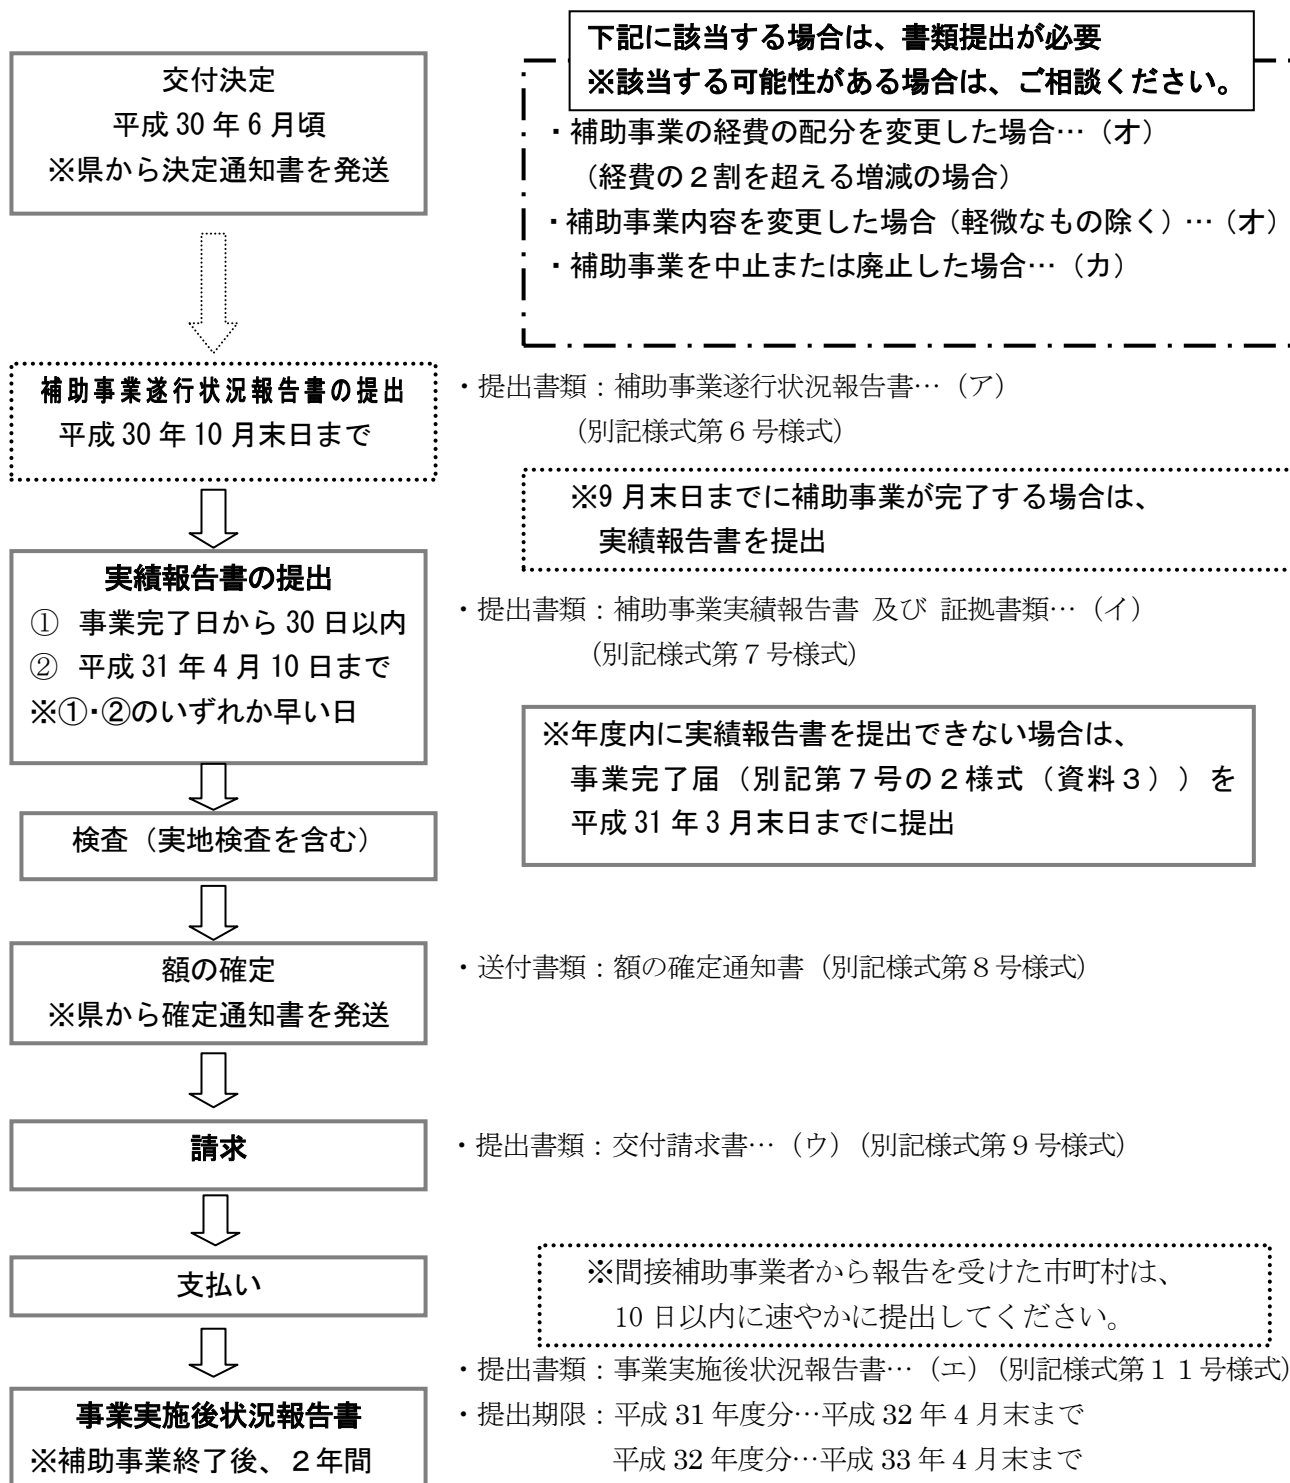 下記に該当する場合は、書類提出が必要
※該当する可能性がある場合は、ご相談ください。
交付決定
平成 30 年 6 月頃
※県から決定通知書を発送
・補助事業の経費の配分を変更した場合…（オ）
（経費の２割を超える増減の場合）
・補助事業内容を変更した場合（軽微なもの除く）…（オ）
・補助事業を中止または廃止した場合…（カ）
補助事業遂行状況報告書の提出
平成 30 年 10 月末日まで
・提出書類：補助事業遂行状況報告書…（ア）
（別記様式第６号様式）
※9 月末日までに補助事業が完了する場合は、
実績報告書を提出
実績報告書の提出
① 事業完了日から 30 日以内
② 平成 31 年 4 月 10 日まで
※①・②のいずれか早い日
・提出書類：補助事業実績報告書 及び 証拠書類…（イ）
（別記様式第７号様式）
※年度内に実績報告書を提出できない場合は、
事業完了届（別記第７号の２様式（資料３））を
平成 31 年 3 月末日までに提出
検査（実地検査を含む）
額の確定
※県から確定通知書を発送
・送付書類：額の確定通知書（別記様式第８号様式）
請求
・提出書類：交付請求書…（ウ）（別記様式第９号様式）
支払い
※間接補助事業者から報告を受けた市町村は、
10 日以内に速やかに提出してください。
事業実施後状況報告書
※補助事業終了後、２年間
・提出書類：事業実施後状況報告書…（エ）（別記様式第１１号様式）
・提出期限：平成 31 年度分…平成 32 年 4 月末まで
平成 32 年度分…平成 33 年 4 月末まで